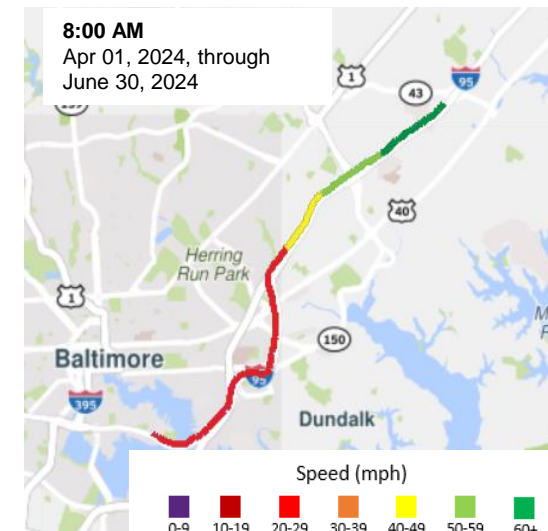 8:00 AM
Apr 01, 2024, through
June 30, 2024
1
95
43
40
Herring
Run Park
1
150
Baltimore
95
395
Dundalk
Speed (mph)
0-9 10-19 20-29 30-39 40-49 50-59 60+